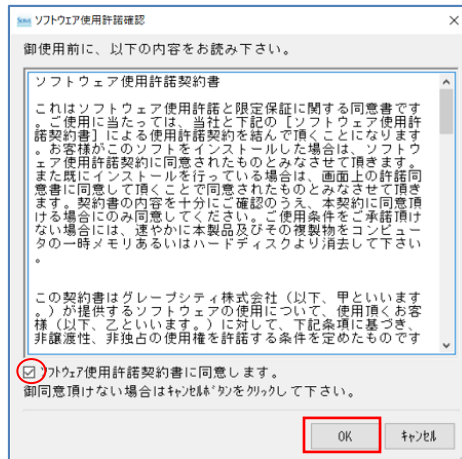 ソフトウェア使用許諾確認
御使用前に、以下の内容をお読み下さい。
ソフトウェア使用許諾契約書
これはソフトウェア使用許諾と限定保証に関する同意書です
。ご使用に当たっては、当社と下記の［ソフトウェア使用許
諾契約書］による使用許諾契約を結んで頂くことになります
。お客様がこのソフトをインストールした場合は、ソフトウ
ェア使用許諾契約に同意されたものとみなさせて頂きます。
また既にインストールを行っている場合は、画面上の許諾同
意書に同意して頂くことで同意されたものとみなさせて頂き
ます。契約書の内容を十分にご確認のうえ、本契約に同意頂
ける場合にのみ同意してください。ご使用条件をご承諾頂け
ない場合には、速やかに本製品及びその複製物をコンピュー
タの一時メモリあるいはハードディスクより消去して下さい
。
この契約書はグレープシティ株式会社（以下、甲といいます
。）が提供するソフトウェアの使用について、使用頂くお客
様（以下、乙といいます。）に対して、下記条項に基づき、
非譲渡性、非独占の使用権を許諾する条件を定めたものです
ソフトウェア使用許諾契約書に同意します。
御同意頂けない場合はキャンセルボタンをクリックして下さい。
OK
キャンセル